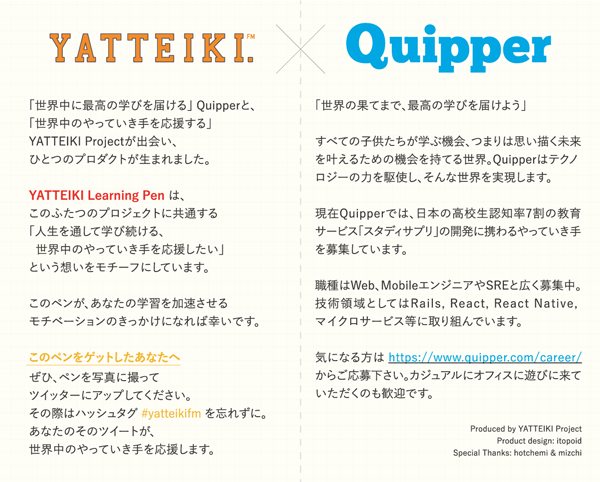 YATTEIKI.FM
Quipper
「世界中に最高の学びを届ける」Quipperと、
「世界中のやっていき手を応援する」
YATTEIKI Projectが出会い、
ひとつのプロダクトが生まれました。
YATTEIKI Learning Pen は、
このふたつのプロジェクトに共通する
「人生を通して学び続ける、
世界中のやっていき手を応援したい」
という想いをモチーフにしています。
このペンが、あなたの学習を加速させる
モチベーションのきっかけになれば幸いです。
このペンをゲットしたあなたへ
ぜひ、ペンを写真に撮って
ツイッターにアップしてください。
その際はハッシュタグ #yatteikifm を忘れずに。
あなたのそのツイートが、
世界中のやっていき手を応援します。
「世界の果てまで、最高の学びを届けよう」
すべての子供たちが学ぶ機会、つまりは思い描く未来
を叶えるための機会を持てる世界。Quipperはテクノ
ロジーの力を駆使し、そんな世界を実現します。
現在Quipperでは、日本の高校生認知率7割の教育
サービス「スタディサプリ」の開発に携わるやっていき手
を募集しています。
職種はWeb、MobileエンジニアやSREと広く募集中。
技術領域としてはRails, React, React Native,
マイクロサービス等に取り組んでいます。
気になる方は https://www.quipper.com/career/
からご応募下さい。カジュアルにオフィスに遊びに来て
いただくのも歓迎です。
Produced by YATTEIKI Project
Product design: itopoid
Special Thanks: hotchemi & mizchi